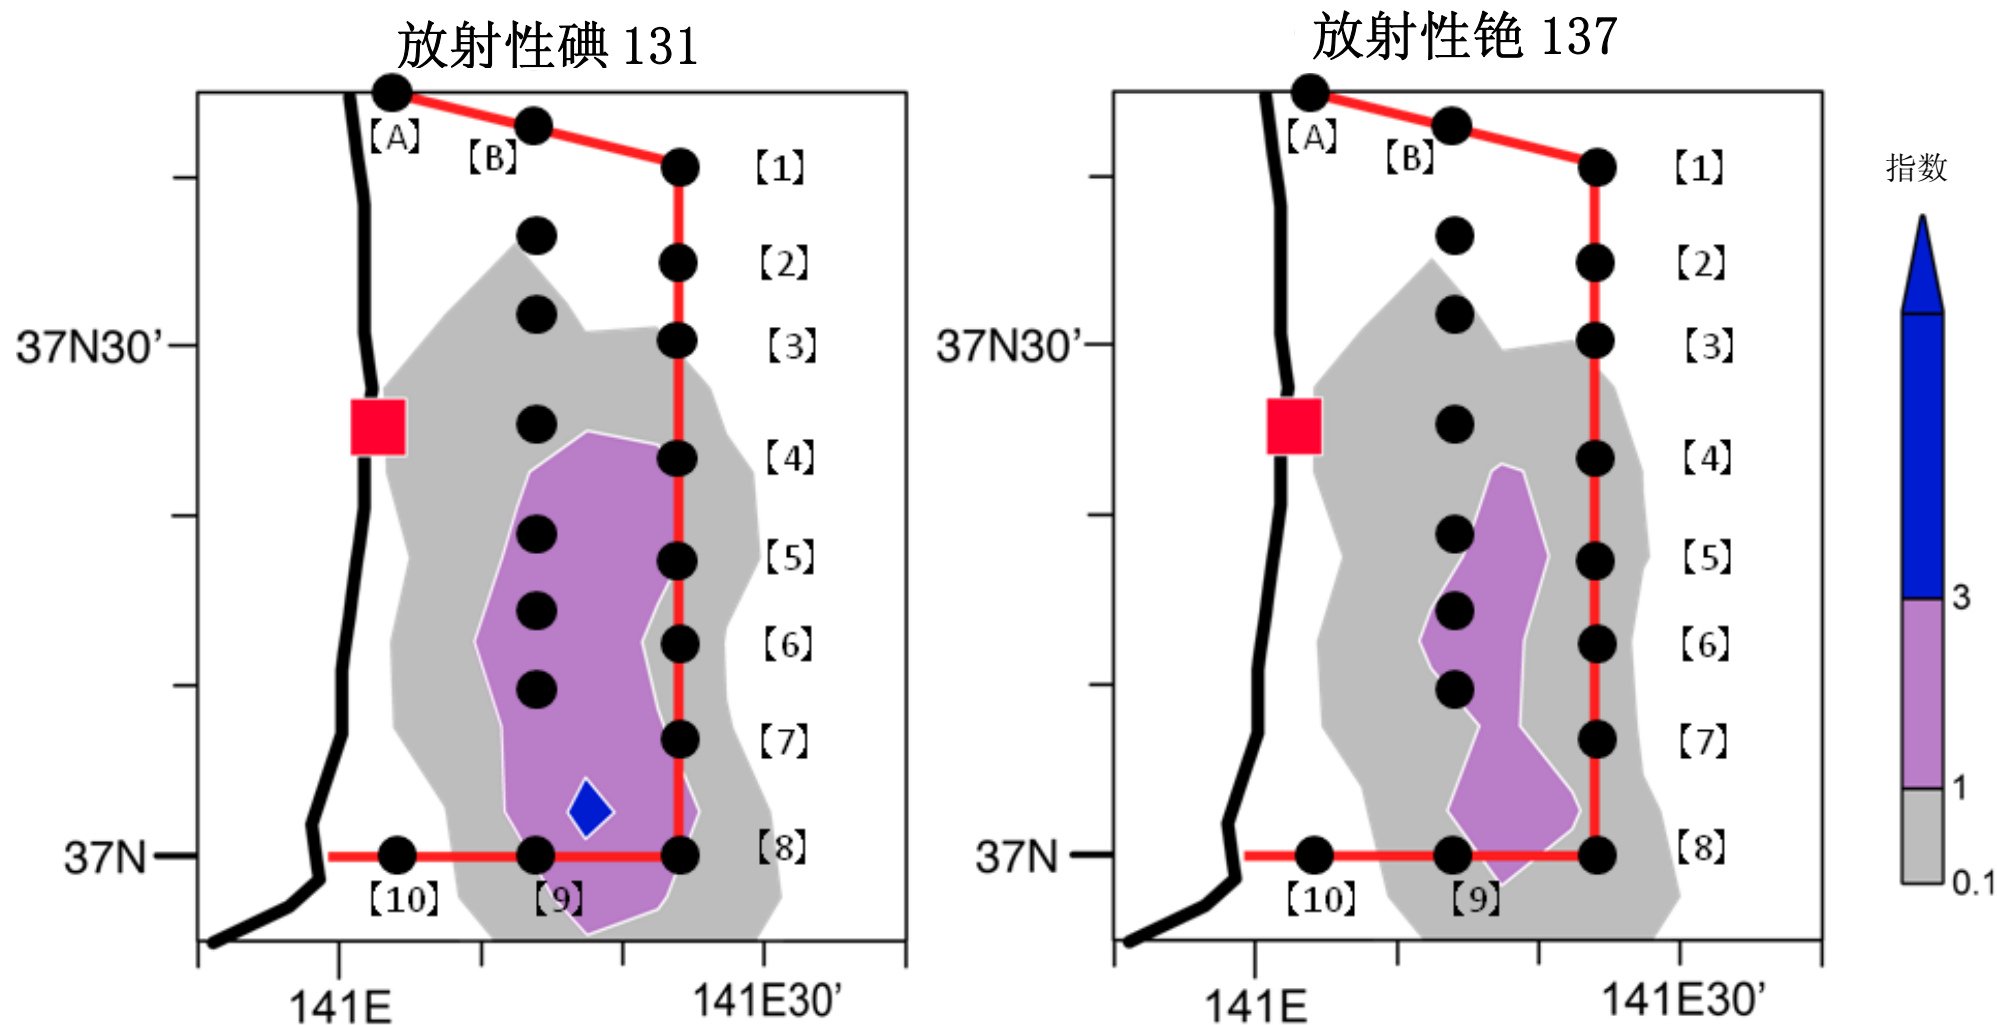 放射性碘 131
【A】
【B】
【1】
【2】
【3】
【4】
【5】
【6】
【7】
【8】
【9】
【10】
37N30’
37N
141E
141E30’
放射性铯 137
【A】
【B】
【1】
【2】
【3】
【4】
【5】
【6】
【7】
【8】
【9】
【10】
37N30’
37N
141E
141E30’
指数
3
1
0.1